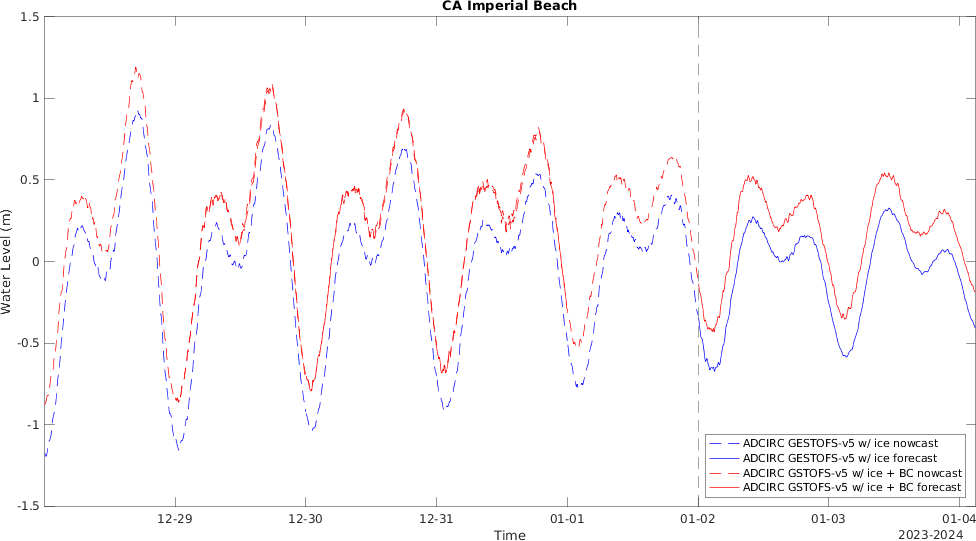 CA Imperial Beach
1.5
1
0.5
0
-0.5
-1
-1.5
Water Level (m)
12-29
12-30
12-31
01-01
01-02
01-03
01-04
Time
2023-2024
ADCIRC GESTOFS-v5 w/ ice nowcast
ADCIRC GESTOFS-v5 w/ ice forecast
ADCIRC GSTOFS-v5 w/ ice + BC nowcast
ADCIRC GSTOFS-v5 w/ ice + BC forecast